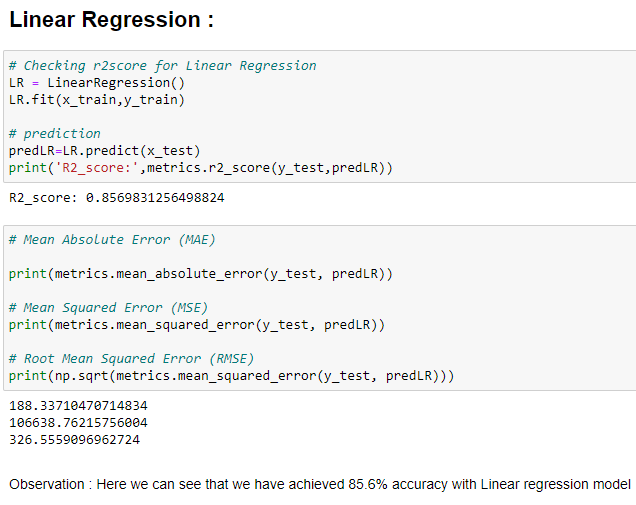 Linear Regression :
# Checking r2score for Linear Regression
LR = LinearRegression()
LR.fit(x_train,y_train)
# prediction
predLR=LR.predict(x_test)
print('R2_score:',metrics.r2_score(y_test,predLR))
R2_score: 0.8569831256498824
# Mean Absolute Error (MAE)
print(metrics.mean_absolute_error(y_test, predLR))
# Mean Squared Error (MSE)
print(metrics.mean_squared_error(y_test, predLR))
# Root Mean Squared Error (RMSE)
print(np.sqrt(metrics.mean_squared_error(y_test, predLR)))
188.33710470714834
106638.76215756004
326.5559096962724
Observation : Here we can see that we have achieved 85.6% accuracy with Linear regression model